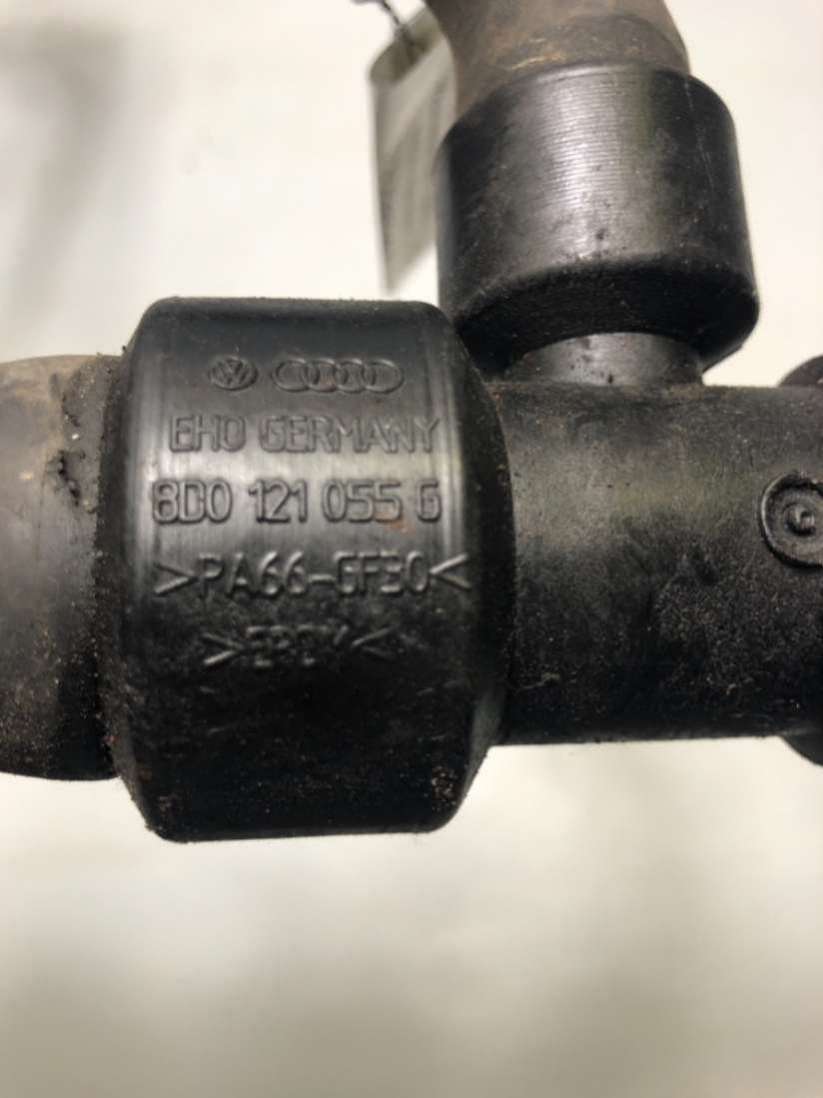 EHO GERMANY
8D0 121 055 G
>PA66-GF30<